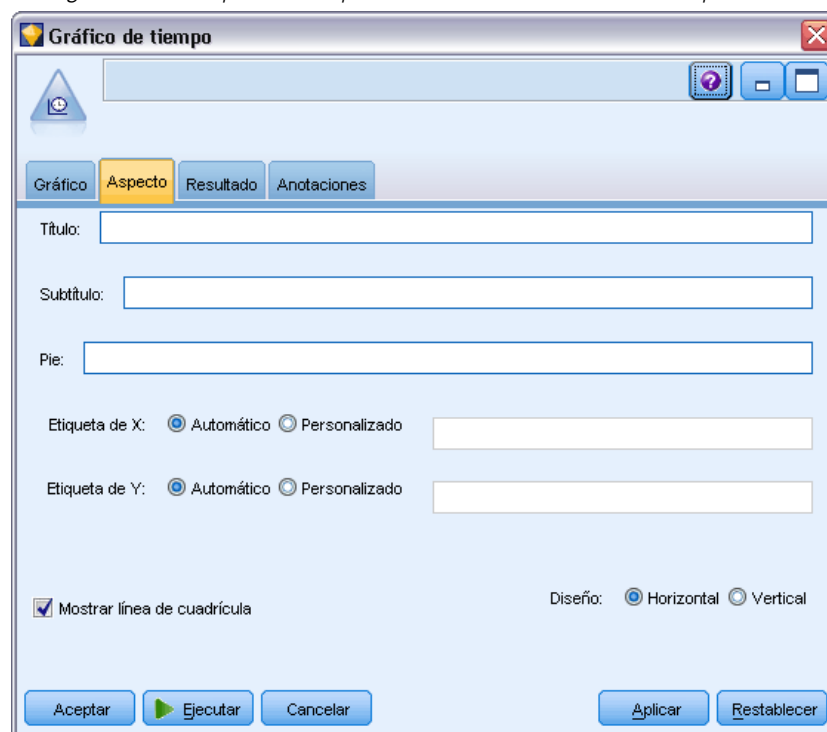 Gráfico de tiempo
Gráfico Aspecto Resultado Anotaciones
Título:
Subtítulo:
Pie:
Etiqueta de X: Automático Personalizado
Etiqueta de Y: Automático Personalizado
Mostrar línea de cuadrícula Diseño: Horizontal Vertical
Aceptar Ejecutar Cancelar Aplicar Restablecer